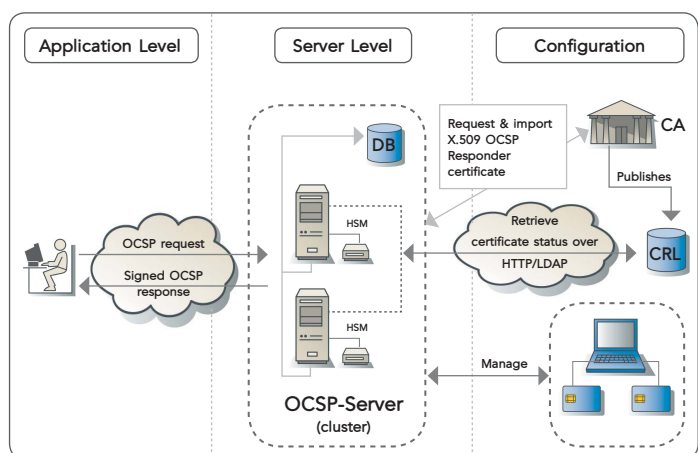 Application Level
Server Level
Configuration
DB
Request & import
X.509 OCSP
Responder
certificate
CA
Publishes
HSM
OCSP request
Signed OCSP
response
Retrieve
certificate status over
HTTP/LDAP
CRL
HSM
Manage
OCSP-Server
(cluster)